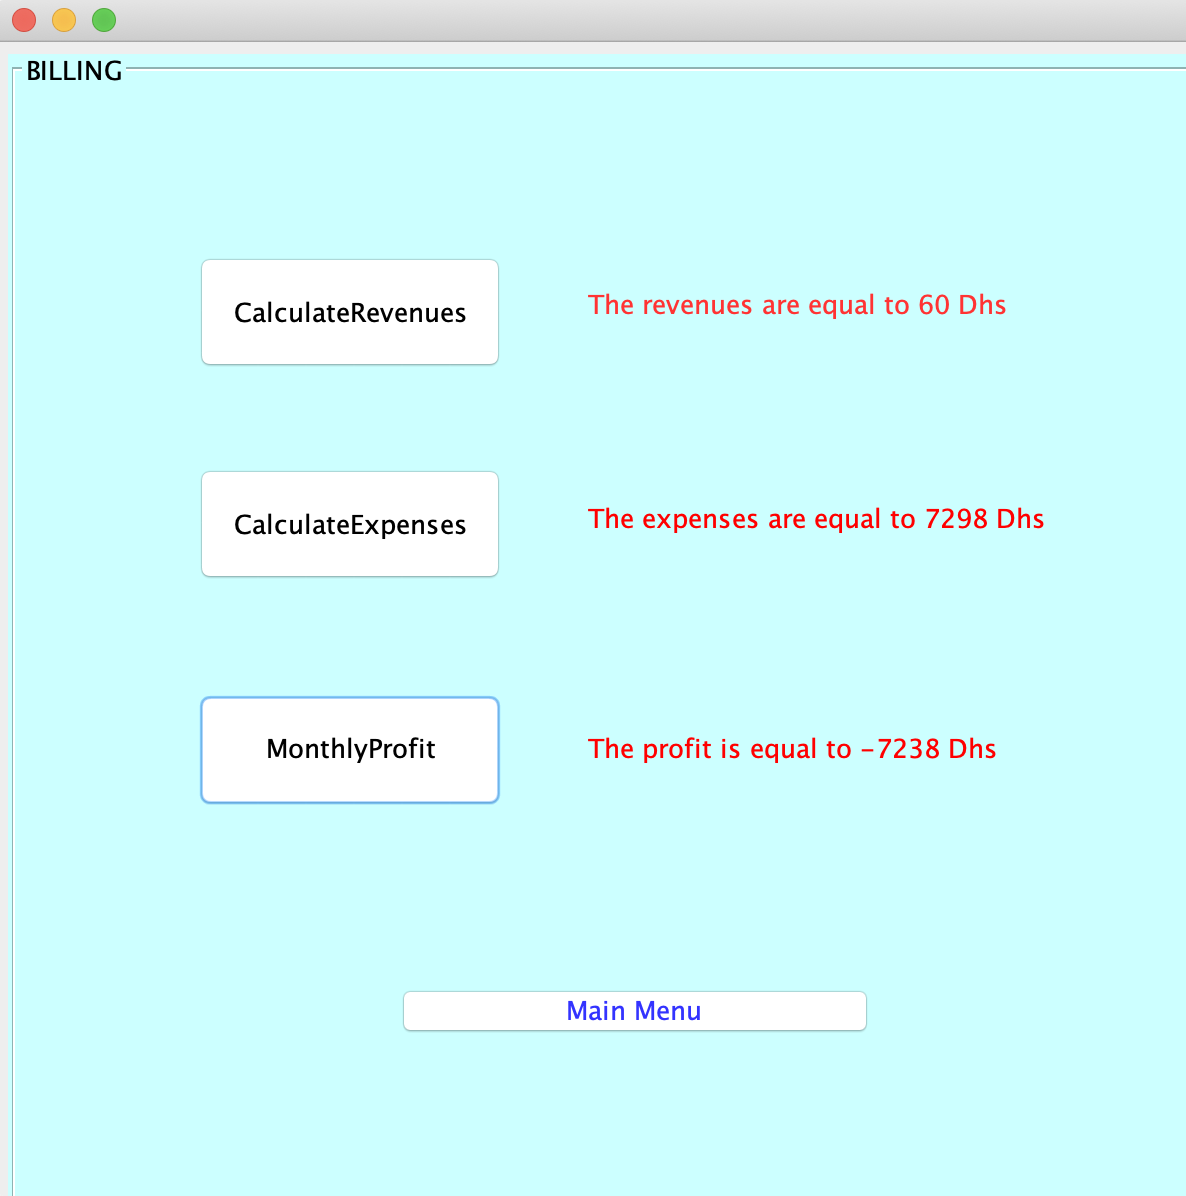 BILLING
CalculateRevenues
The revenues are equal to 60 Dhs
CalculateExpenses
The expenses are equal to 7298 Dhs
MonthlyProfit
The profit is equal to -7238 Dhs
Main Menu